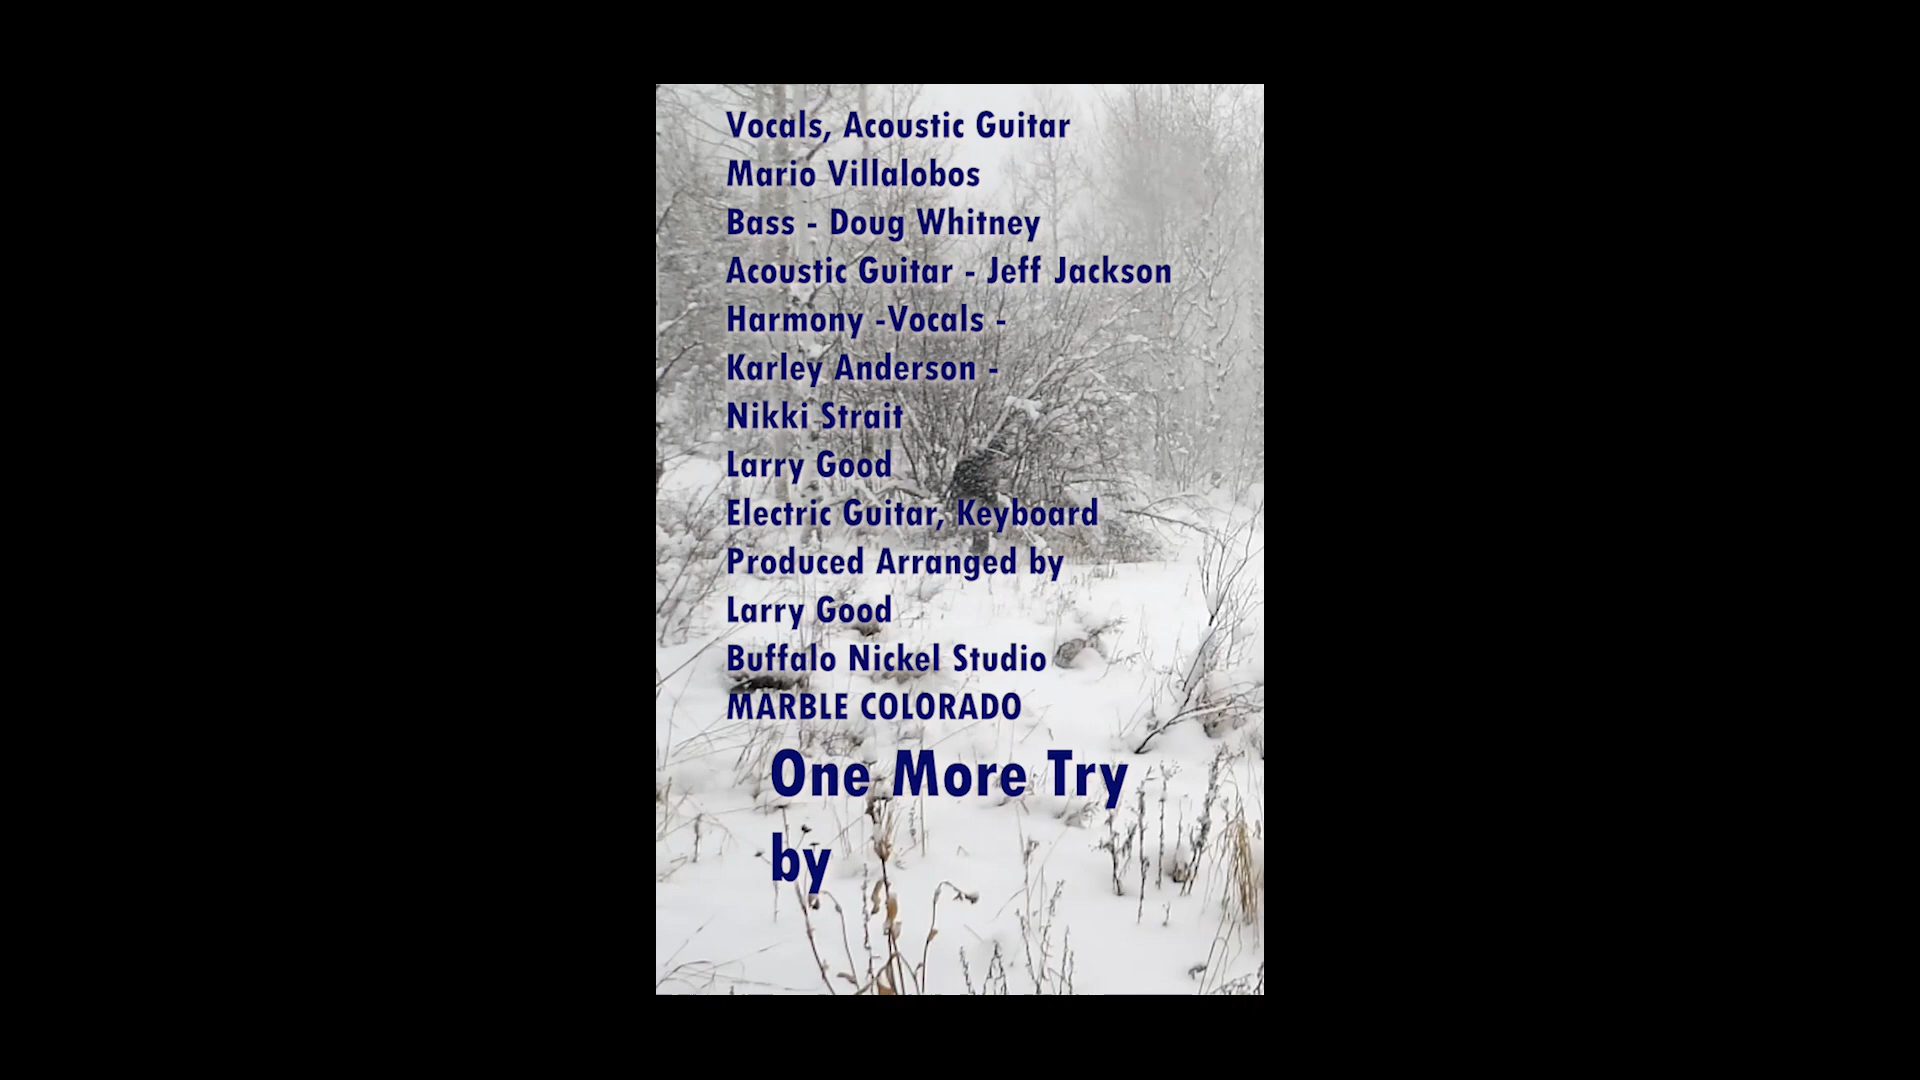 Vocals, Acoustic Guitar
Mario Villalobos
Bass - Doug Whitney
Acoustic Guitar - Jeff Jackson
Harmony -Vocals -
Karley Anderson -
Nikki Strait
Larry Good
Electric Guitar, Keyboard
Produced Arranged by
Larry Good
Buffalo Nickel Studio
MARBLE COLORADO
One More Try
by